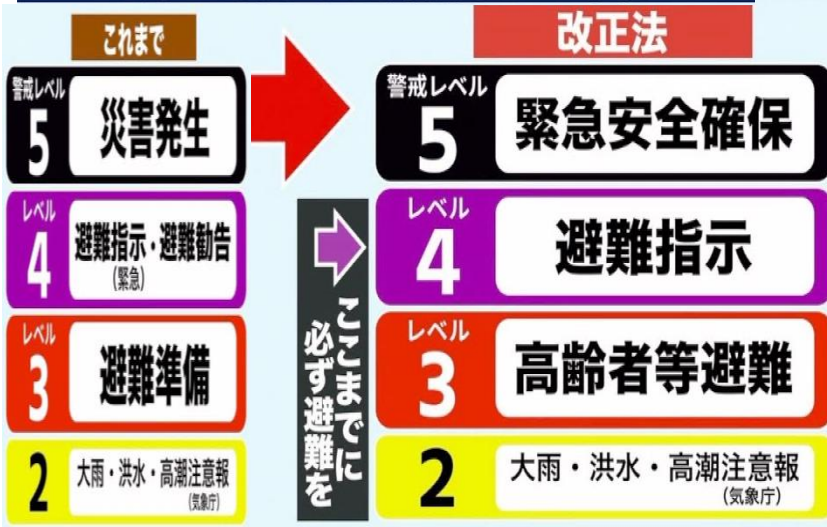 これまで
警戒レベル
5
災害発生
レベル
4
避難指示・避難勧告
(緊急)
レベル
3
避難準備
2
大雨・洪水・高潮注意報
(気象庁)
ここまでに
必ず避難を
改正法
警戒レベル
5
緊急安全確保
レベル
4
避難指示
レベル
3
高齢者等避難
2
大雨・洪水・高潮注意報
(気象庁)